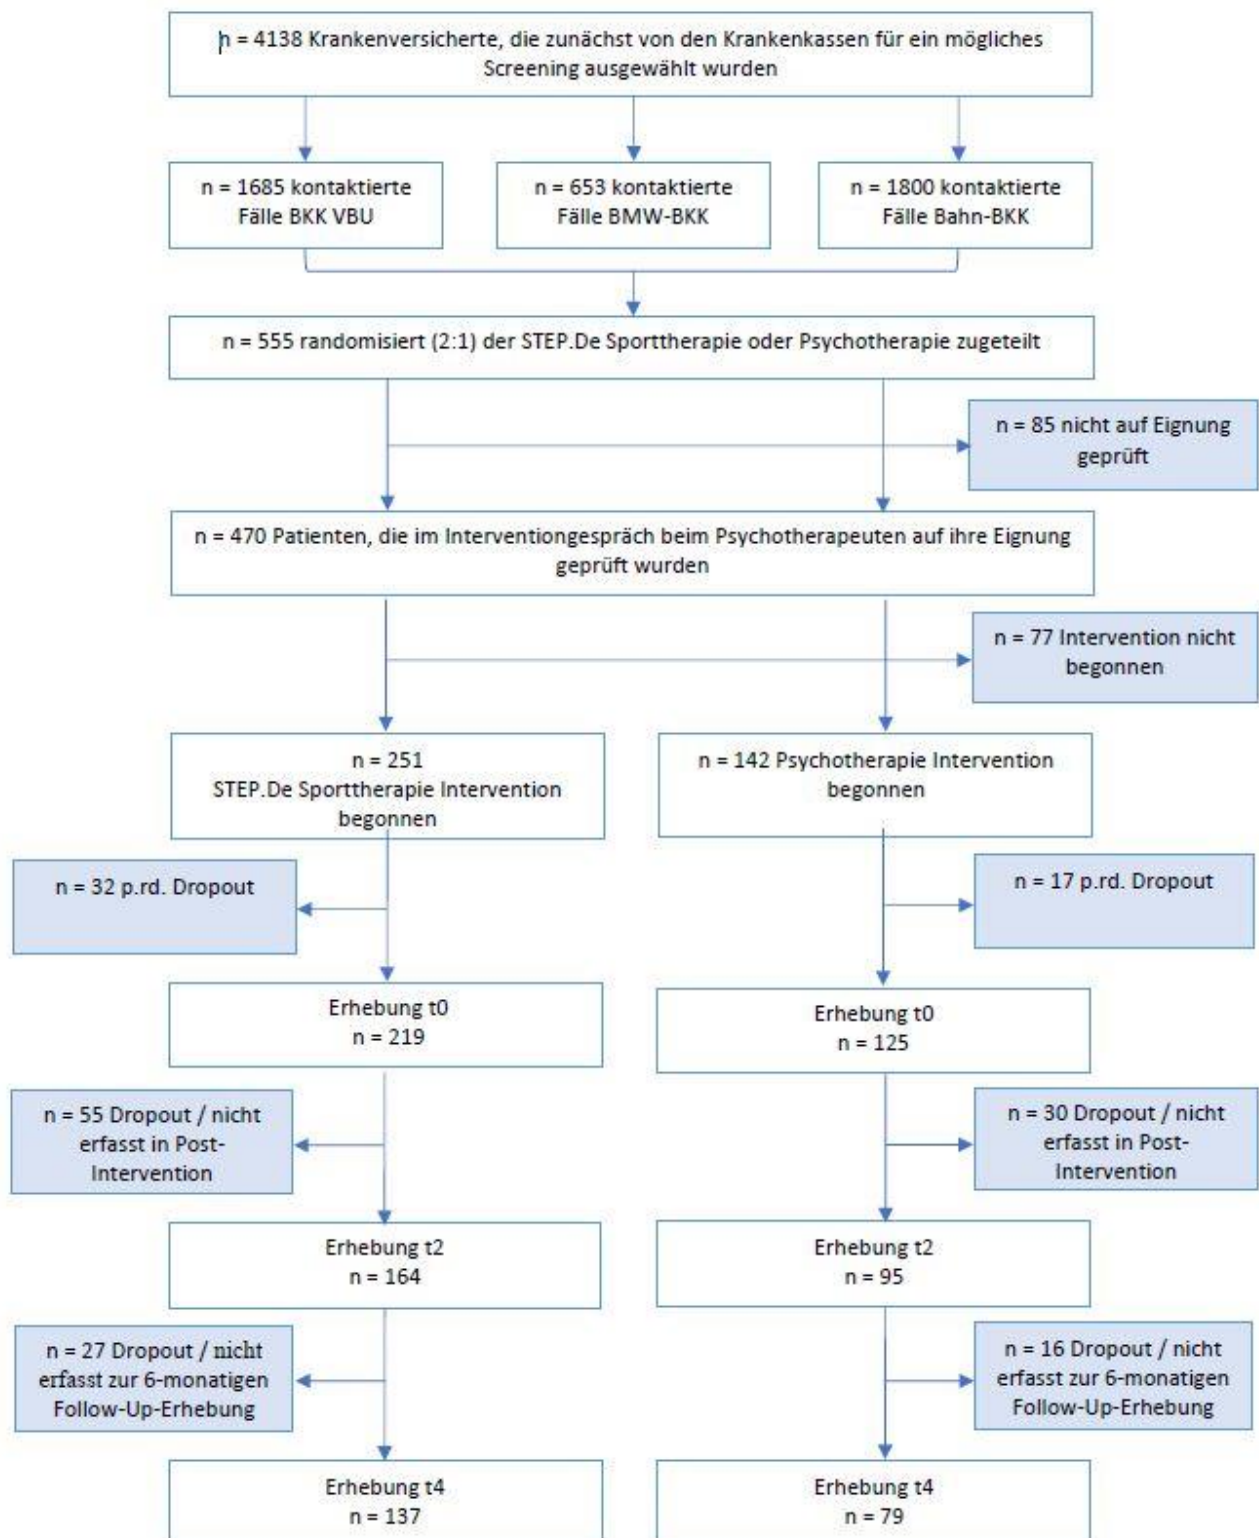 n = 4138 Krankenversicherte, die zunächst von den Krankenkassen für ein mögliches
Screening ausgewählt wurden
n = 1685 kontaktierte
Fälle BKK VBU
n = 653 kontaktierte
Fälle BMW-BKK
n = 1800 kontaktierte
Fälle Bahn-BKK
n = 555 randomisiert (2:1) der STEP.De Sporttherapie oder Psychotherapie zugeteilt
n = 85 nicht auf Eignung
geprüft
n = 470 Patienten, die im Interventiongespräch beim Psychotherapeuten auf ihre Eignung
geprüft wurden
n = 77 Intervention nicht
begonnen
n = 251
STEP.De Sporttherapie Intervention
begonnen
n = 142 Psychotherapie Intervention
begonnen
n = 32 p.rd. Dropout
n = 17 p.rd. Dropout
Erhebung t0
n = 219
Erhebung t0
n = 125
n = 55 Dropout / nicht
erfasst in Post-
Intervention
n = 30 Dropout / nicht
erfasst in Post-
Intervention
Erhebung t2
n = 164
Erhebung t2
n = 95
n = 27 Dropout / nicht
erfasst zur 6-monatigen
Follow-Up-Erhebung
n = 16 Dropout / nicht
erfasst zur 6-monatigen
Follow-Up-Erhebung
Erhebung t4
n = 137
Erhebung t4
n = 79